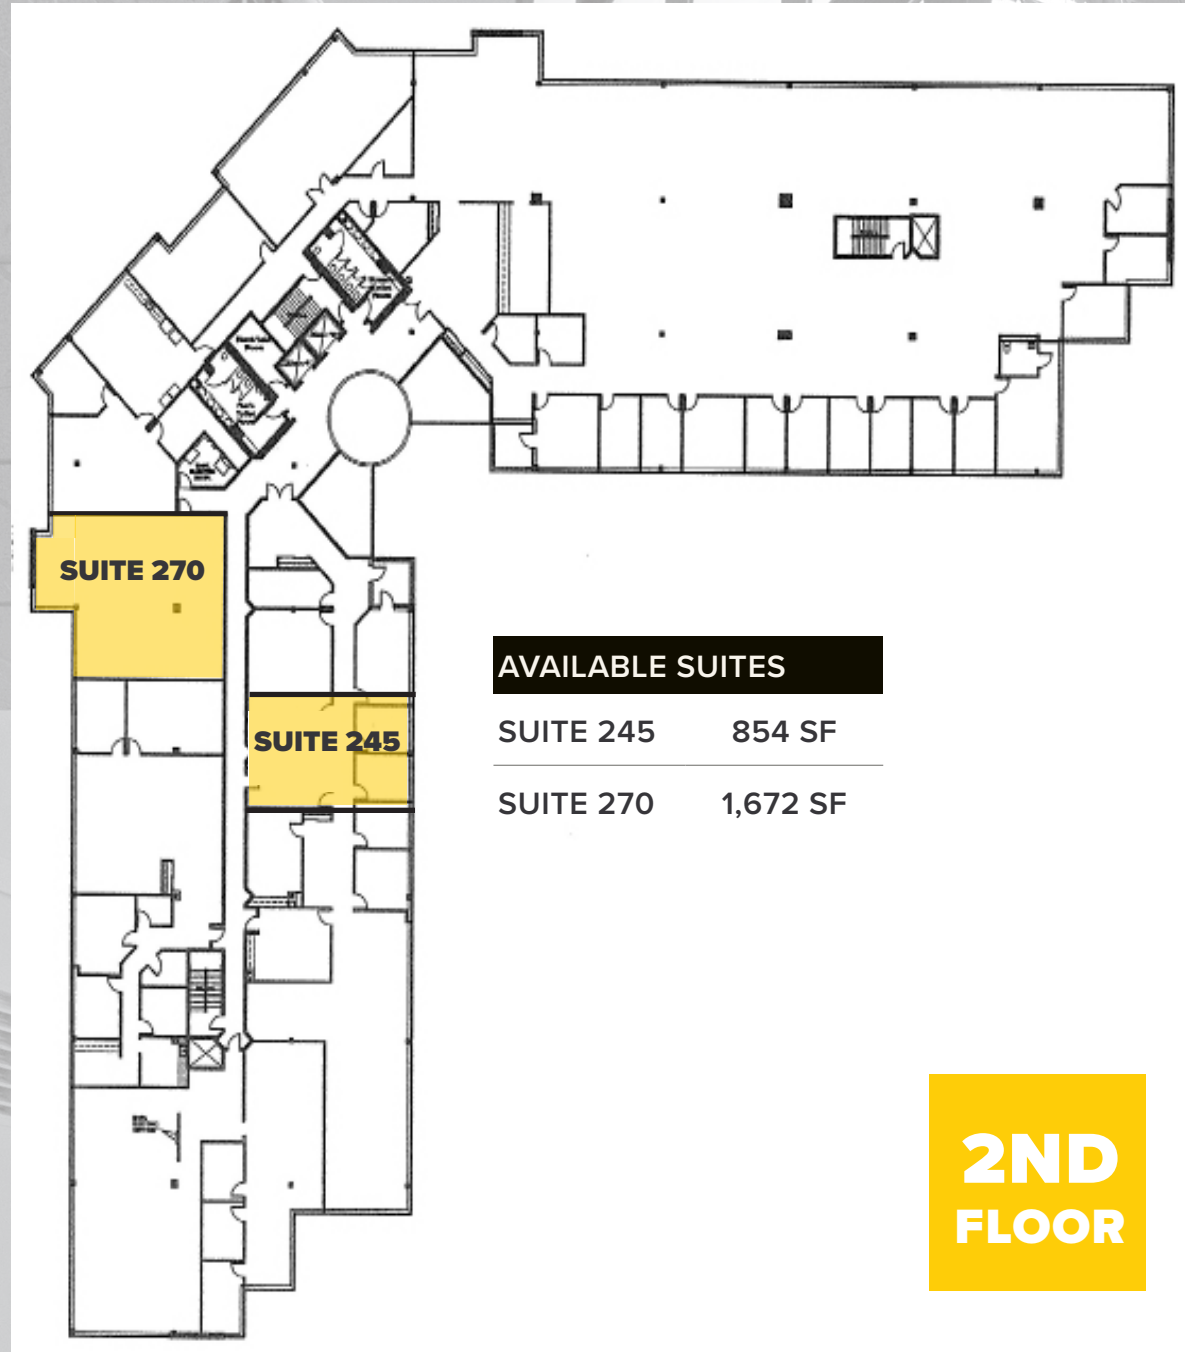 SUITE 270
SUITE 245
AVAILABLE SUITES
SUITE 245 854 SF
SUITE 270 1,672 SF
2ND
FLOOR